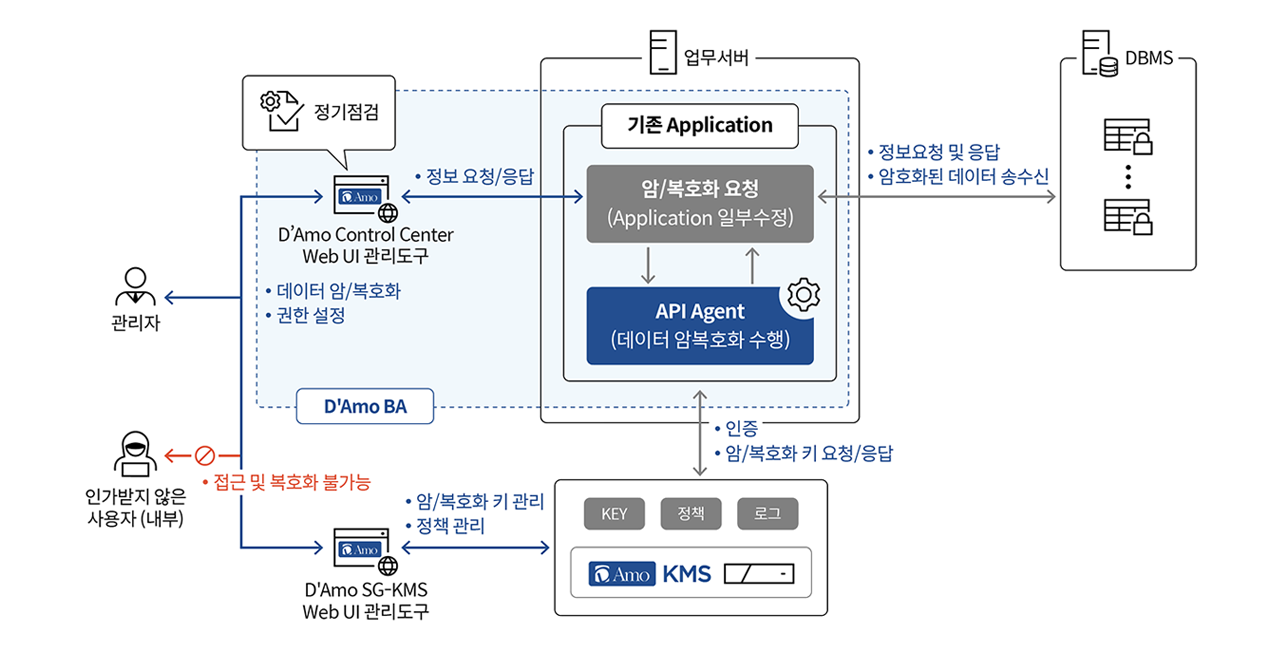 업무서버
DBMS
정기점검
기존 Application
• 정보 요청/응답
암/복호화 요청
(Application 일부수정)
• 정보요청 및 응답
• 암호화된 데이터 송수신
D'Amo
D’Amo Control Center
Web UI 관리도구
• 데이터 암/복호화
• 권한 설정
관리자
API Agent
(데이터 암복호화 수행)
D'Amo BA
• 인증
• 암/복호화 키 요청/응답
• 접근 및 복호화 불가능
인가받지 않은
사용자 (내부)
• 암/복호화 키 관리
• 정책 관리
KEY
정책
로그
D'Amo
D'Amo SG-KMS
Web UI 관리도구
D'Amo KMS